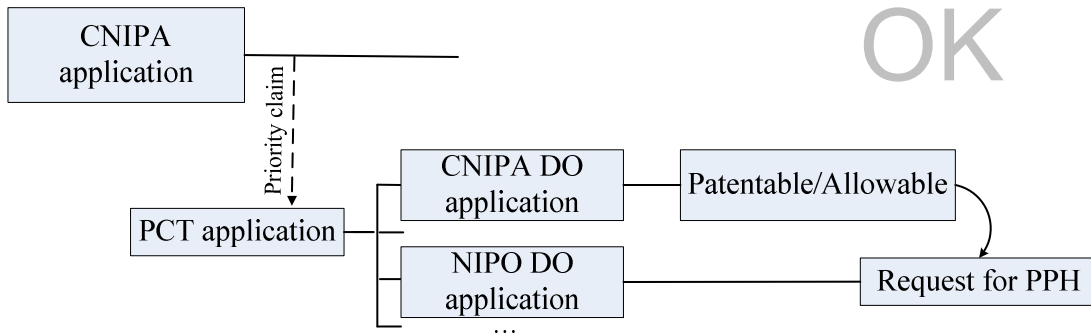 OK
CNIPA
application
Priority claim
CNIPA DO
application
Patentable/Allowable
PCT application
NIPO DO
application
Request for PPH
...